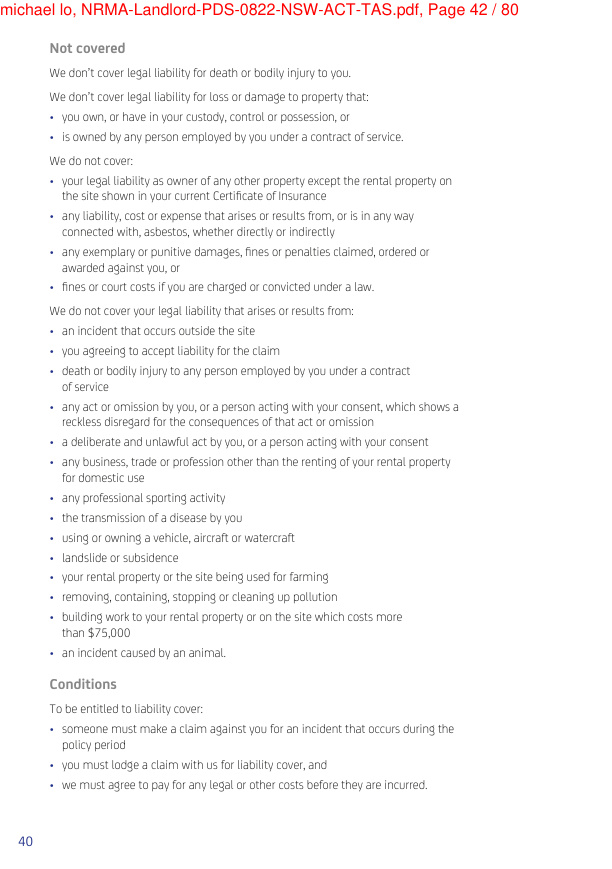 michael lo, NRMA-Landlord-PDS-0822-NSW-ACT-TAS.pdf, Page 42 / 80
Not covered
We don't cover legal liability for death or bodily injury to you.
We don't cover legal liability for loss or damage to property that:
• you own, or have in your custody, control or possession, or
• is owned by any person employed by you under a contract of service.
We do not cover:
• your legal liability as owner of any other property except the rental property on
the site shown in your current Certificate of Insurance
• any liability, cost or expense that arises or results from, or is in any way
connected with, asbestos, whether directly or indirectly
• any exemplary or punitive damages, fines or penalties claimed, ordered or
awarded against you, or
• fines or court costs if you are charged or convicted under a law.
We do not cover your legal liability that arises or results from:
• an incident that occurs outside the site
• you agreeing to accept liability for the claim
• death or bodily injury to any person employed by you under a contract
of service
• any act or omission by you, or a person acting with your consent, which shows a
reckless disregard for the consequences of that act or omission
• a deliberate and unlawful act by you, or a person acting with your consent
• any business, trade or profession other than the renting of your rental property
for domestic use
• any professional sporting activity
• the transmission of a disease by you
• using or owning a vehicle, aircraft or watercraft
• landslide or subsidence
• your rental property or the site being used for farming
• removing, containing, stopping or cleaning up pollution
• building work to your rental property or on the site which costs more
than $75,000
• an incident caused by an animal.
Conditions
To be entitled to liability cover:
• someone must make a claim against you for an incident that occurs during the
policy period
• you must lodge a claim with us for liability cover, and
• we must agree to pay for any legal or other costs before they are incurred.
40